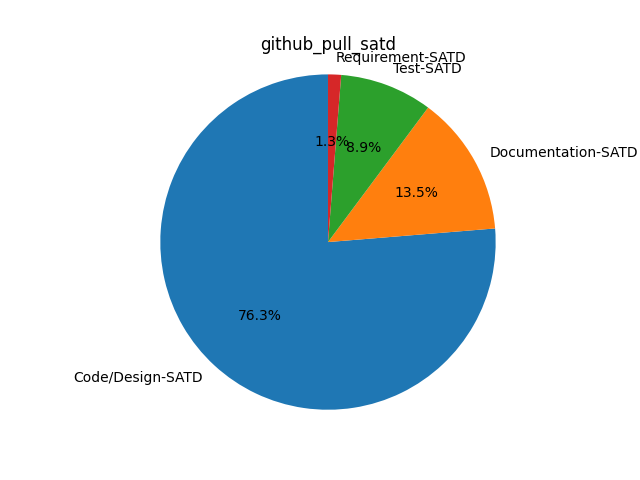 github_pull_satd
Requirement-SATD
Test-SATD
1.3%
8.9%
Documentation-SATD
13.5%
76.3%
Code/Design-SATD